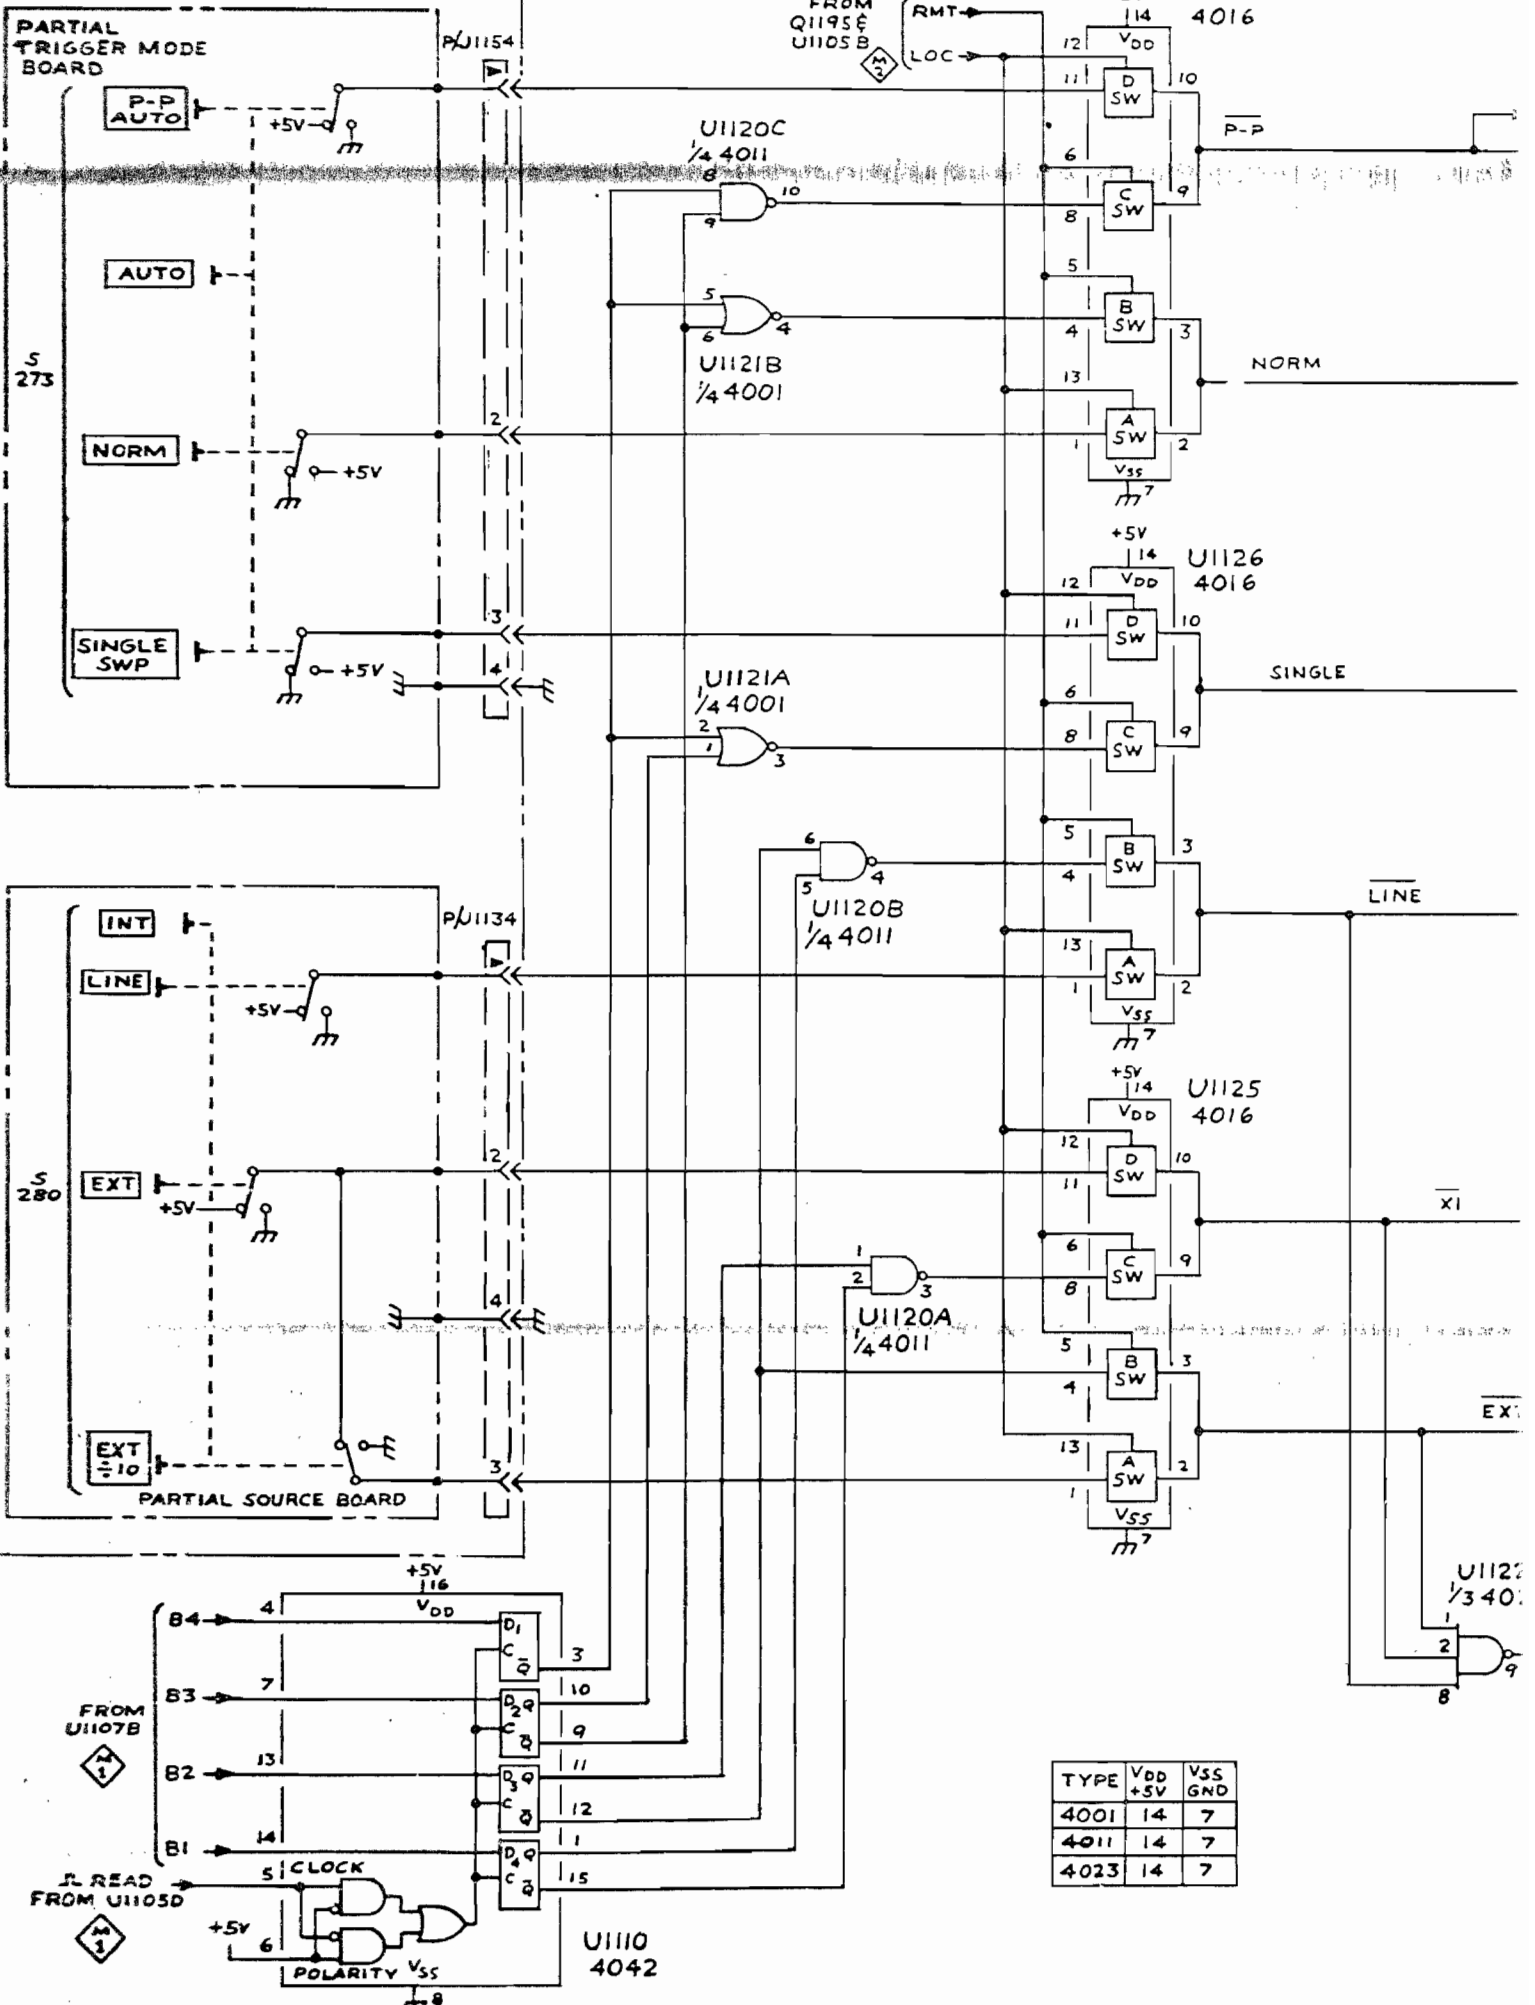 PARTIAL
TRIGGER MODE
BOARD
P/J1154
FROM
Q1195 &
U1105B
M
2
RMT
LOC
14
4016
VDD
12
11
D
SW
10
P-P
AUTO
+5V
P-P
U1120C
1/4 4011
8
9
10
6
8
C
SW
9
AUTO
5
6
4
5
4
B
SW
3
U1121B
1/4 4001
NORM
S
273
13
1
A
SW
2
VSS
7
NORM
+5V
2
+5V
14
VDD
U1126
4016
12
11
D
SW
10
SINGLE
SWP
+5V
3
4
SINGLE
U1121A
1/4 4001
2
1
3
6
8
C
SW
9
6
5
4
U1120B
1/4 4011
5
4
B
SW
3
LINE
13
1
A
SW
2
VSS
7
INT
P/J1134
LINE
+5V
+5V
14
VDD
U1125
4016
12
11
D
SW
10
S
280
EXT
+5V
2
X1
6
8
C
SW
9
1
2
3
U1120A
1/4 4011
4
5
4
B
SW
3
EXT
13
1
A
SW
2
VSS
7
EXT
÷10
3
PARTIAL SOURCE BOARD
+5V
16
VDD
B4
4
D1
C
Q
3
B3
7
D2 Q
C
Q
10
9
FROM
U1107B
M
1
B2
13
D3 Q
C
Q
11
12
B1
14
D4 Q
C
Q
1
15
READ
FROM U1105D
M
1
5
CLOCK
+5V
6
POLARITY
VSS
8
U1110
4042
1
2
8
9
TYPE VDD +5V VSS GND
4001 14 7
4011 14 7
4023 14 7